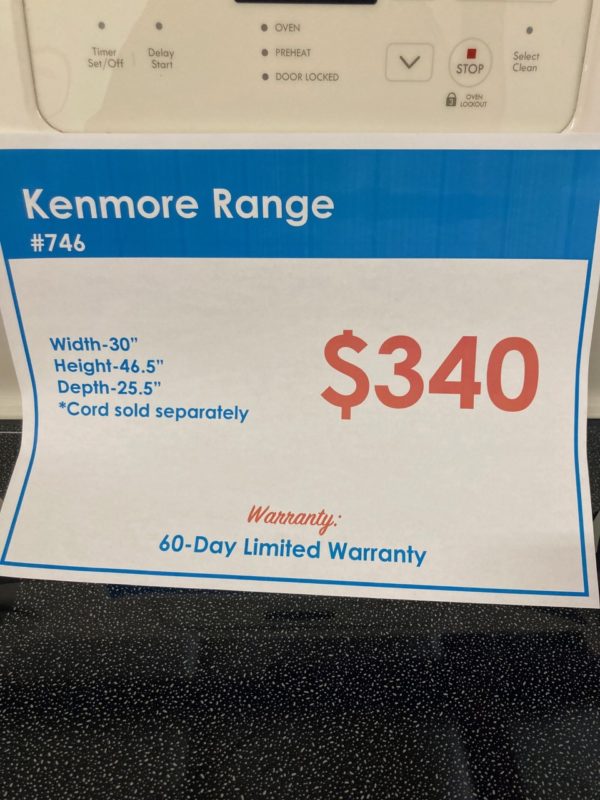 OVEN
PREHEAT
DOOR LOCKED
Timer
Set/Off
Delay
Start
STOP
OVEN
LOCKOUT
Select
Clean
Kenmore Range
#746
Width-30”
Height-46.5”
Depth-25.5”
*Cord sold separately
$340
Warranty:
60-Day Limited Warranty